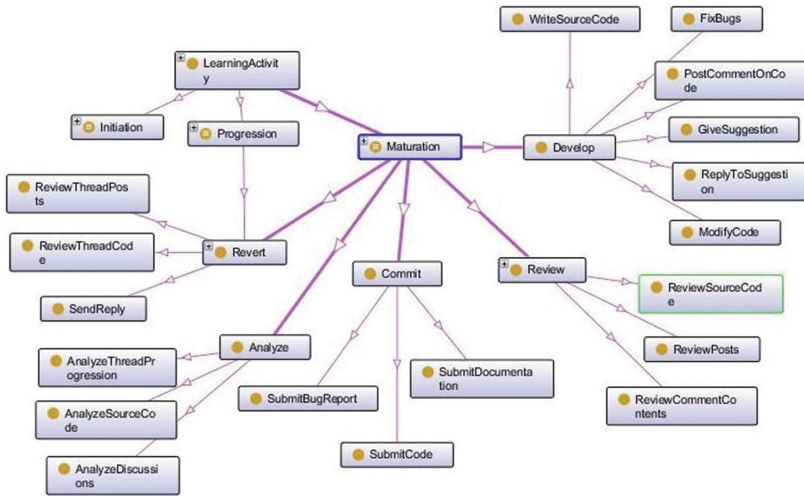 WriteSourceCode
FixBugs
LearningActivit
y
PostCommentOnCo
de
Initiation
Progression
Maturation
Develop
GiveSuggestion
ReplyToSuggesti
on
ReviewThreadPos
ts
ModifyCode
ReviewThreadCod
e
Revert
Commit
Review
ReviewSourceCod
e
SendReply
Analyze
ReviewPosts
AnalyzeThreadPr
ogression
SubmitDocumenta
tion
SubmitBugReport
ReviewCommentCo
ntents
AnalyzeSourceCo
de
SubmitCode
AnalyzeDiscussi
ons